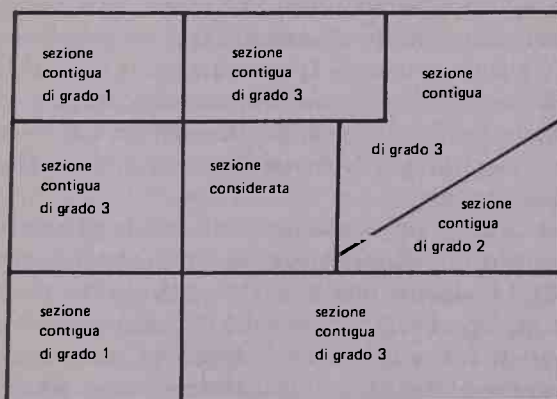 sezione
contigua
di grado 1
sezione
contigua
di grado 3
sezione
contigua
di grado 3
sezione
contigua
di grado 3
sezione
considerata
sezione
contigua
di grado 2
sezione
contigua
di grado 1
sezione
contigua
di grado 3